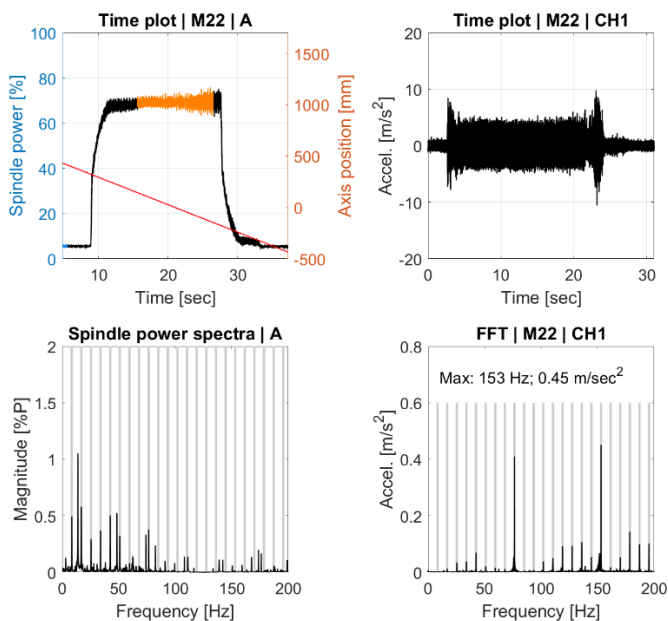 Time plot | M22 | A
100
80
60
40
20
0
Spindle power [%]
1500
1000
500
0
-500
Axis position [mm]
10 20 30
Time [sec]
Time plot | M22 | CH1
20
10
0
-10
-20
Accel. [m/s2]
0 10 20 30
Time [sec]
Spindle power spectra | A
2
1.5
1
0.5
0
Magnitude [%P]
0 50 100 150 200
Frequency [Hz]
FFT | M22 | CH1
Max: 153 Hz; 0.45 m/sec2
0.8
0.6
0.4
0.2
0
Accel. [m/s2]
0 50 100 150 200
Frequency [Hz]